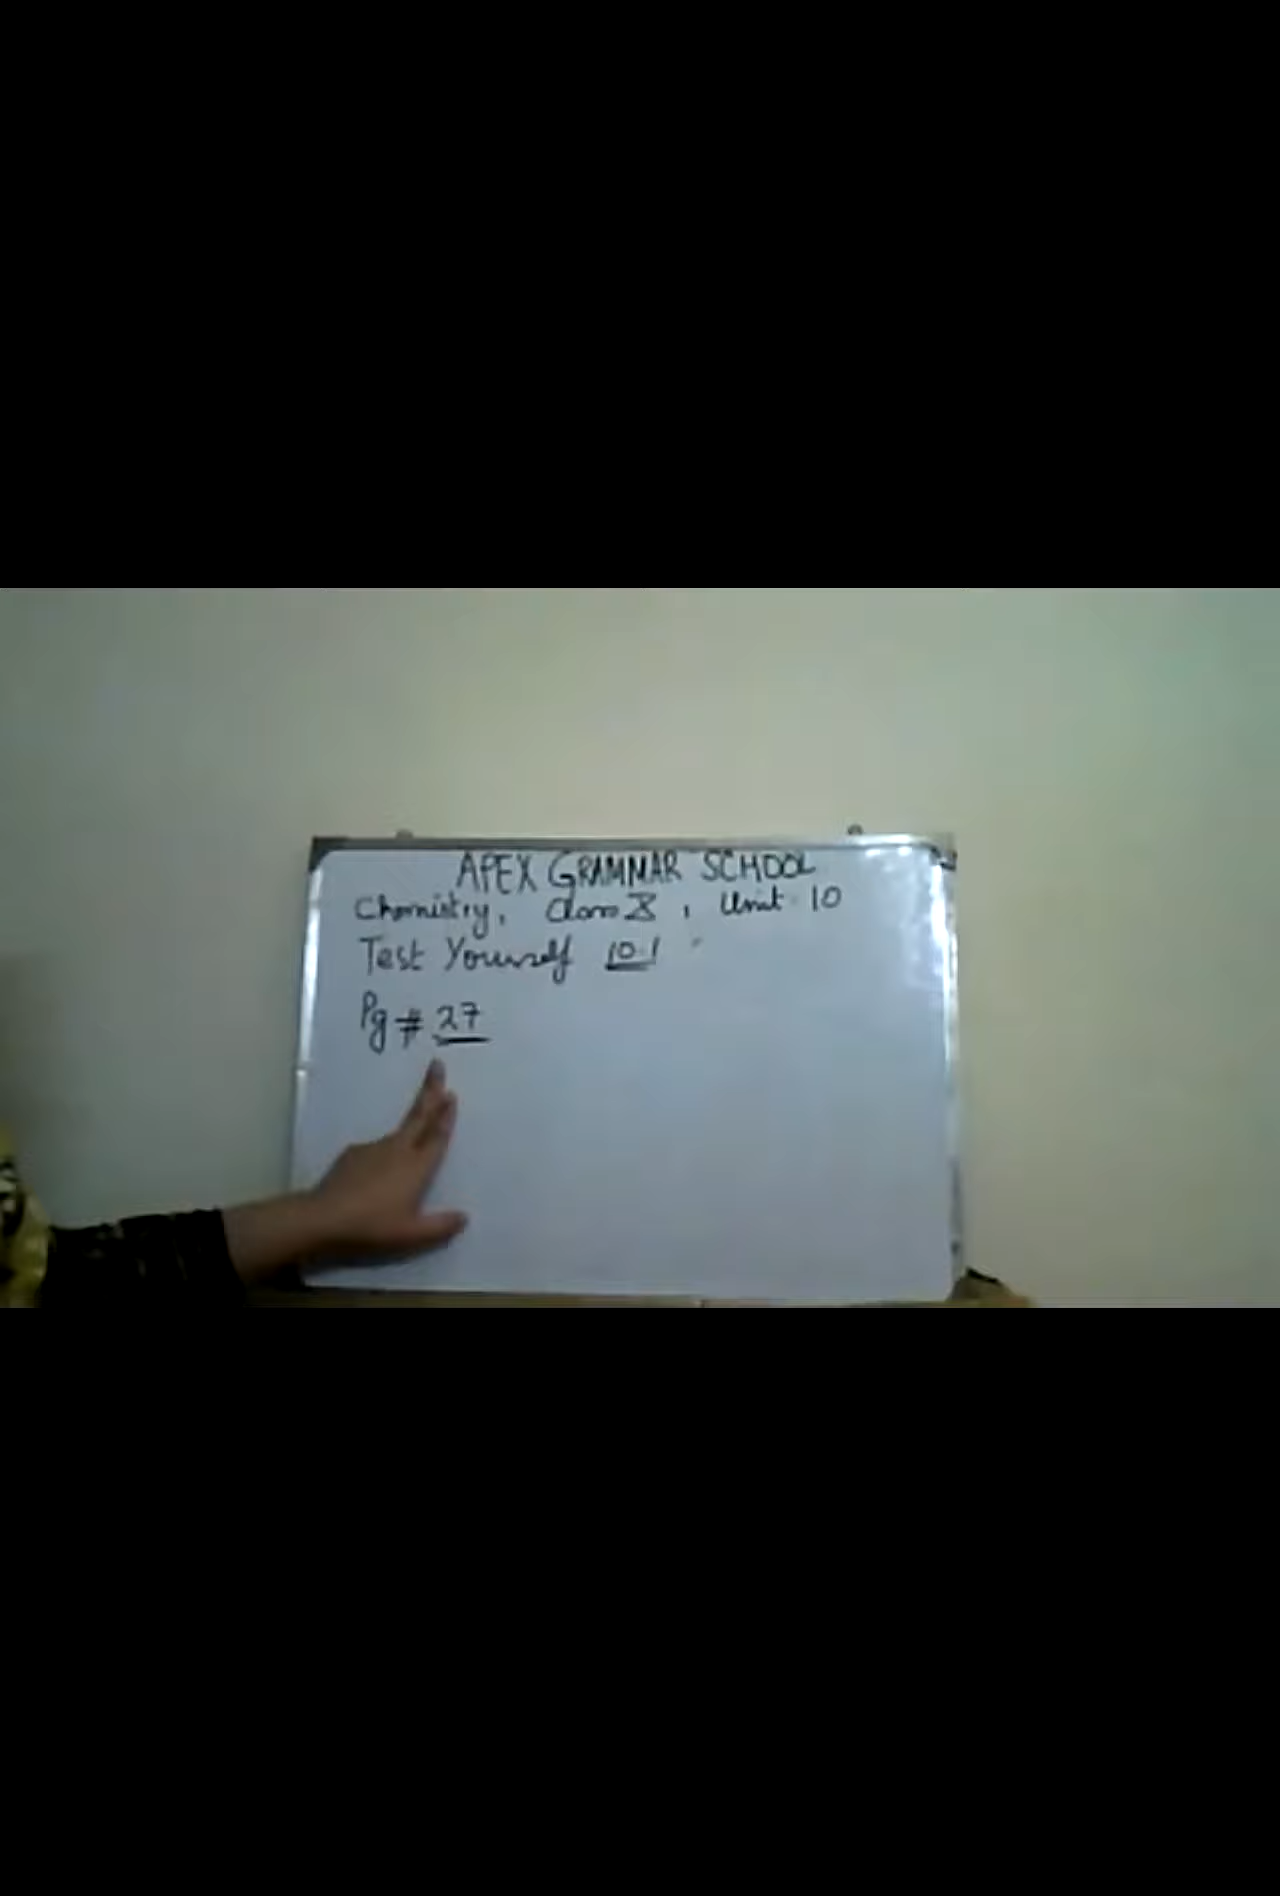 APEX GRAMMAR SCHOOL
Chemistry, Class X, Unit 10
Test Yourself 10.1
Pg # 27